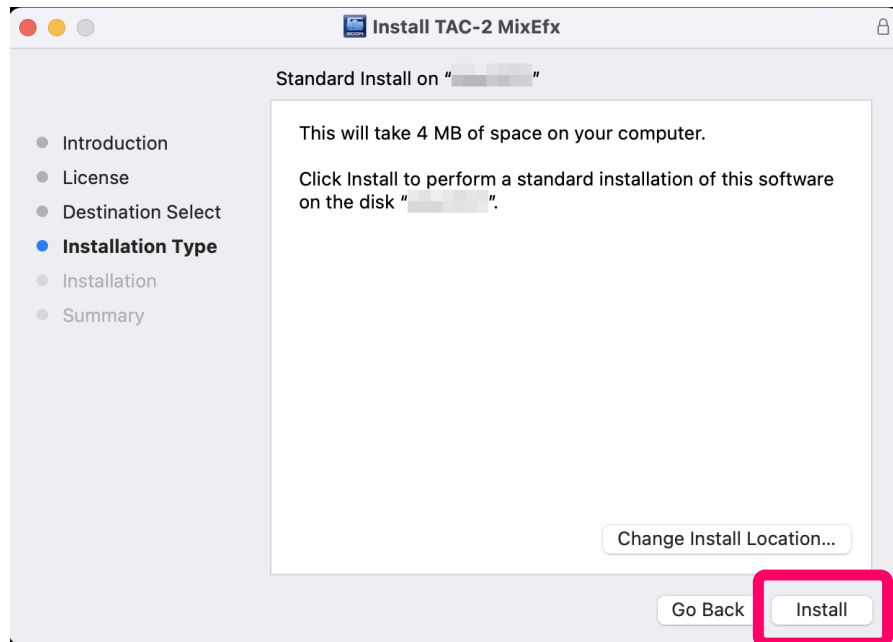 Install TAC-2 MixEfx
Standard Install on “ ”
Introduction
License
Destination Select
Installation Type
Installation
Summary
This will take 4 MB of space on your computer.
Click Install to perform a standard installation of this software
on the disk “ ”.
Change Install Location...
Go Back
Install